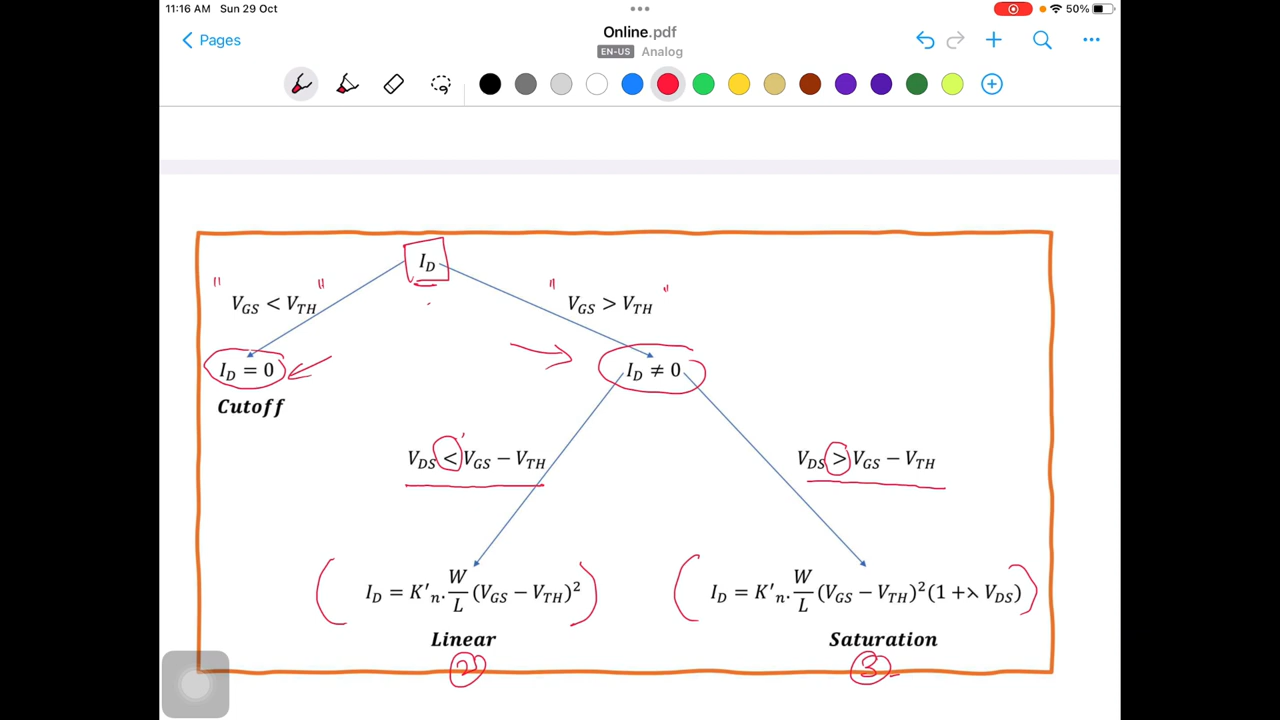 11:16 AM Sun 29 Oct
50%
Pages
Online.pdf
EN-US Analog
I_D
" V_GS < V_TH "
" V_GS > V_TH "
I_D = 0
I_D ≠ 0
Cutoff
V_DS < V_GS − V_TH
V_DS > V_GS − V_TH
I_D = K'_n. W/L (V_GS − V_TH)²
I_D = K'_n. W/L (V_GS − V_TH)² (1 +λ V_DS)
Linear
Saturation
2
3